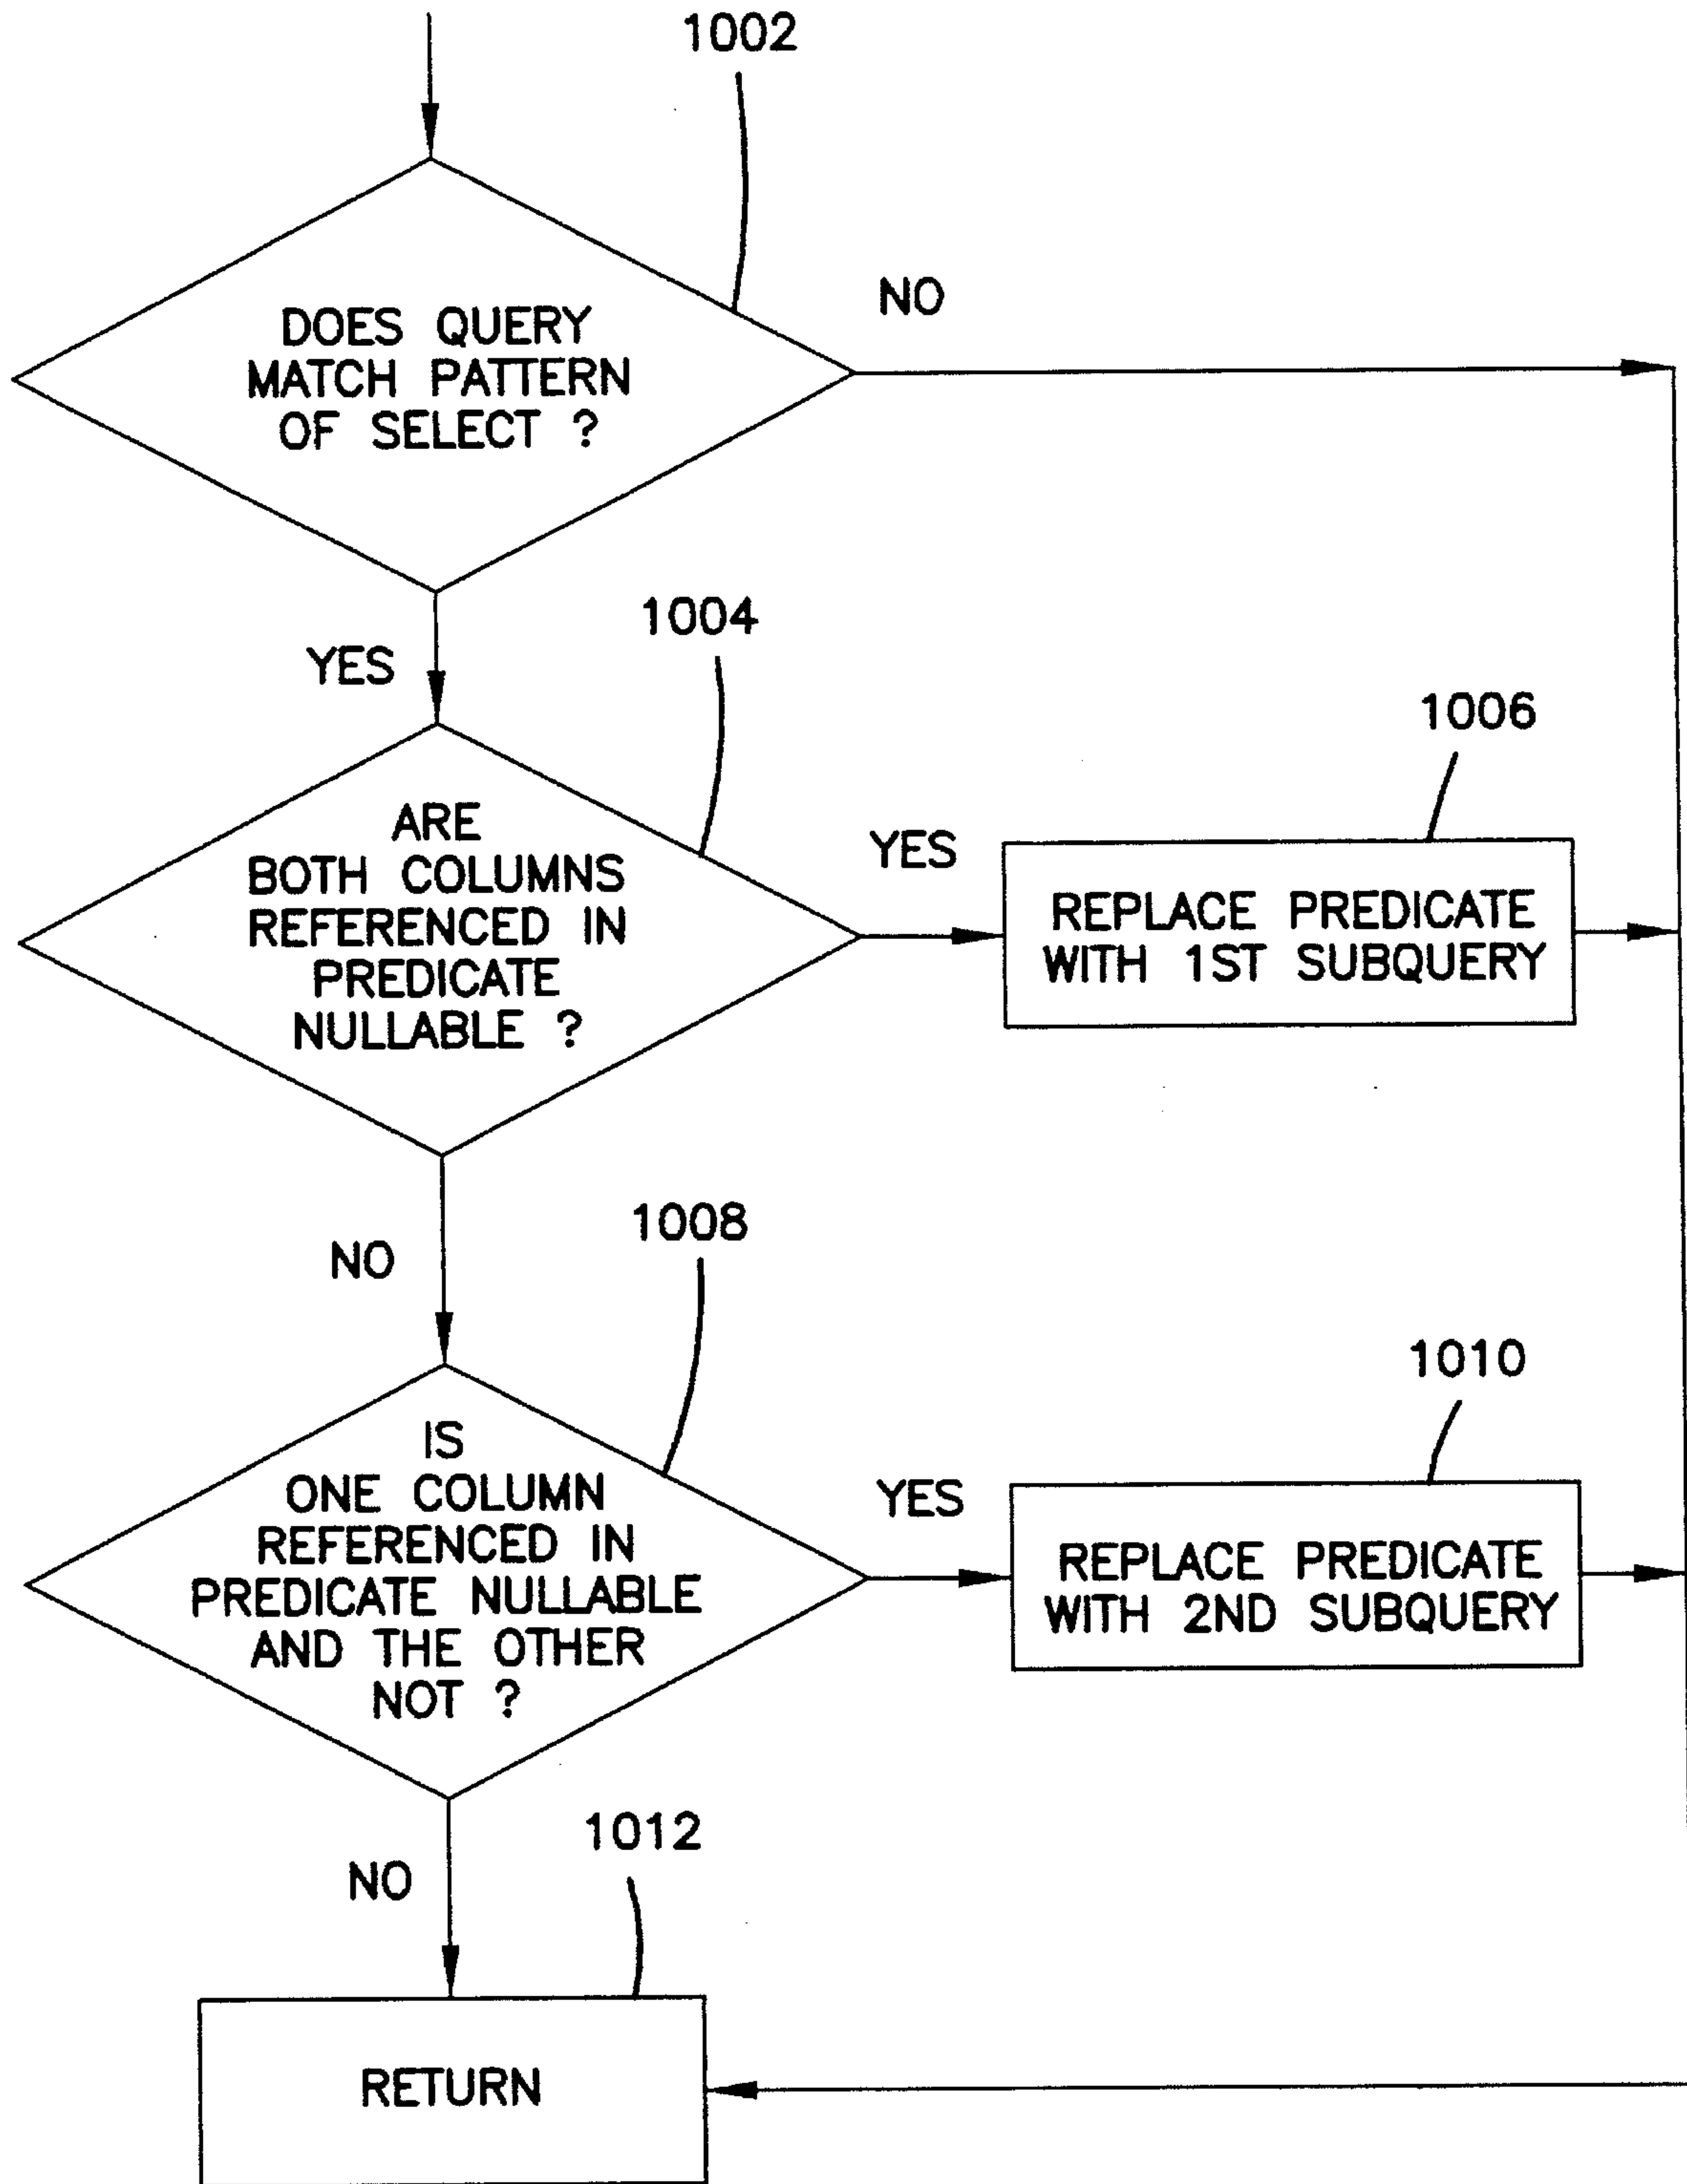 1002
DOES QUERY
MATCH PATTERN
OF SELECT ?
NO
YES
1004
ARE
BOTH COLUMNS
REFERENCED IN
PREDICATE
NULLABLE ?
YES
1006
REPLACE PREDICATE
WITH 1ST SUBQUERY
NO
1008
IS
ONE COLUMN
REFERENCED IN
PREDICATE NULLABLE
AND THE OTHER
NOT ?
YES
1010
REPLACE PREDICATE
WITH 2ND SUBQUERY
NO
1012
RETURN